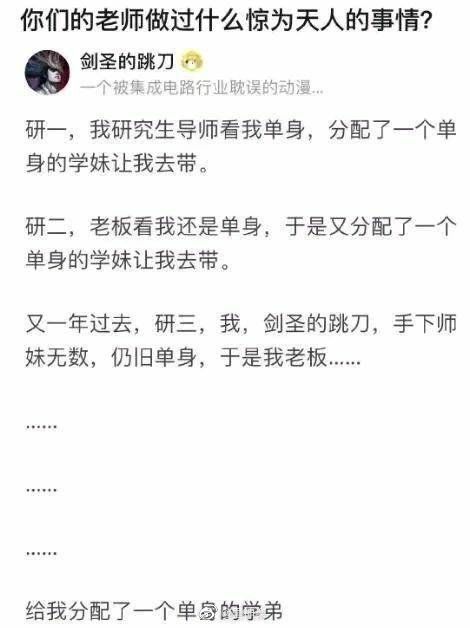 你们的老师做过什么惊为天人的事情?
剑圣的跳刀
一个被集成电路行业耽误的动漫...
研一，我研究生导师看我单身，分配了一个单
身的学妹让我去带。
研二，老板看我还是单身，于是又分配了一个
单身的学妹让我去带。
又一年过去，研三，我，剑圣的跳刀，手下师
妹无数，仍旧单身，于是我老板......
......
......
......
给我分配了一个单身的学弟